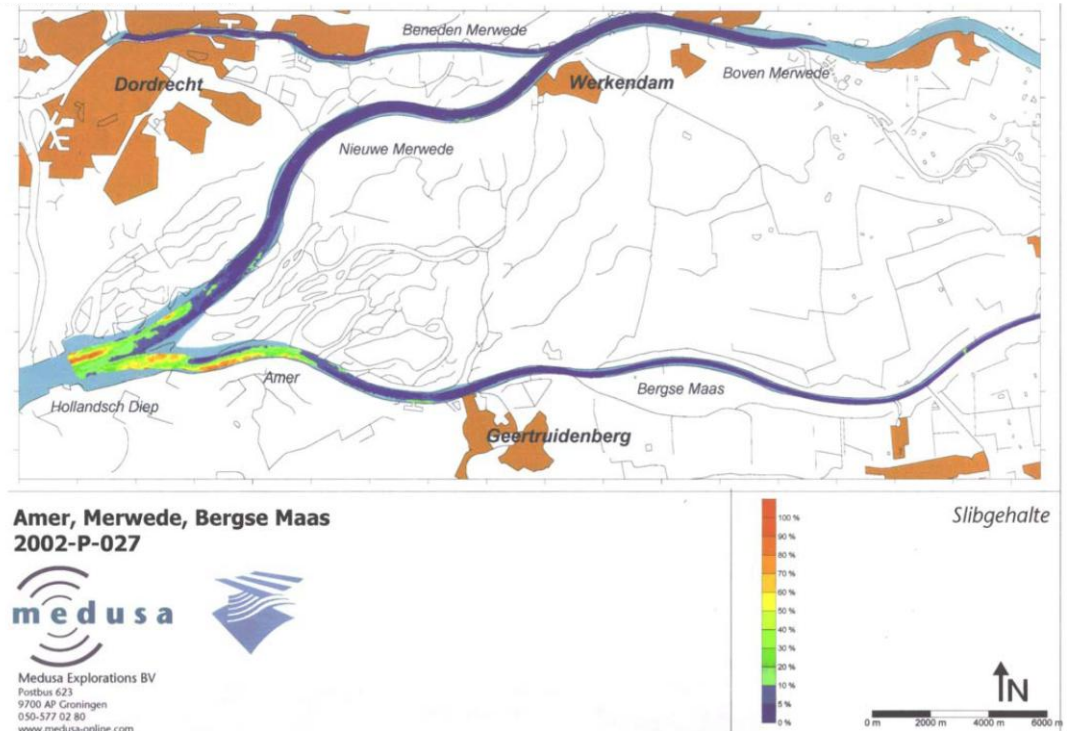 Beneden Merwede
Dordrecht
Werkendam
Boven Merwede
Nieuwe Merwede
Amer
Bergse Maas
Hollandsch Diep
Geertruidenberg
Amer, Merwede, Bergse Maas
2002-P-027
medusa
Medusa Explorations BV
Postbus 623
9700 AP Groningen
050-577 02 80
www.medusa-online.com
Slibgehalte
100 %
90 %
80 %
70 %
60 %
50 %
40 %
30 %
20 %
10 %
5 %
0 %
N
0 m 2000 m 4000 m 6000 m